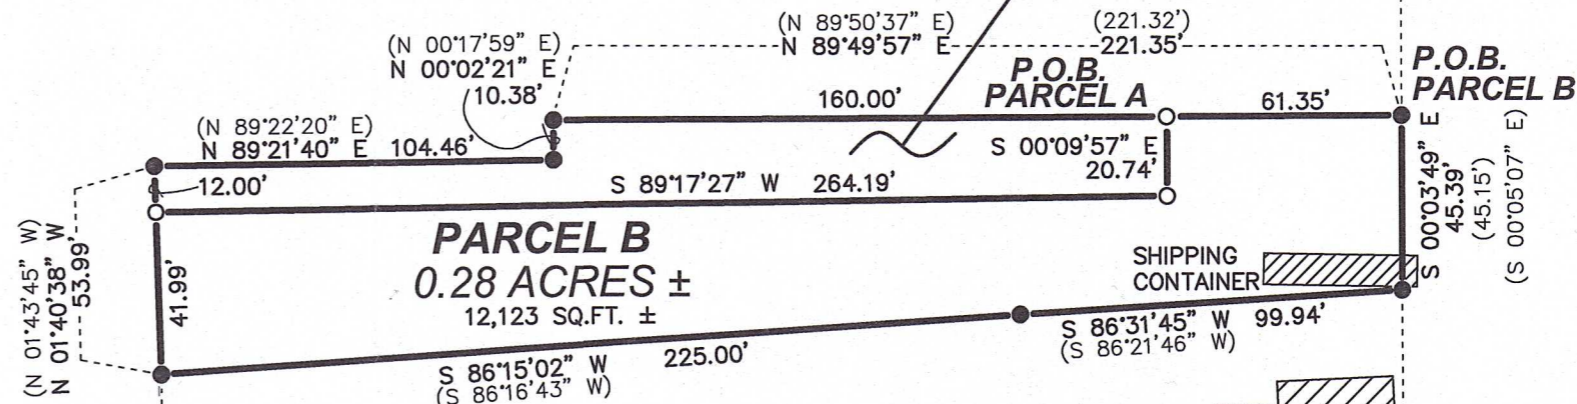 (N 89°50'37" E)
N 89°49'57" E
(221.32')
221.35'
(N 00°17'59" E)
N 00°02'21" E
10.38'
P.O.B.
PARCEL B
P.O.B.
PARCEL A
160.00'
61.35'
(N 89°22'20" E)
N 89°21'40" E 104.46'
S 00°09'57" E
20.74'
12.00'
S 89°17'27" W 264.19'
S 00°03'49" E
45.39'
(45.15')
(S 00°05'07" E)
(N 01°43'45" W)
N 01°40'38" W
53.99'
41.99'
PARCEL B
0.28 ACRES ±
12,123 SQ.FT. ±
SHIPPING
CONTAINER
S 86°31'45" W 99.94'
(S 86°21'46" W)
S 86°15'02" W 225.00'
(S 86°16'43" W)